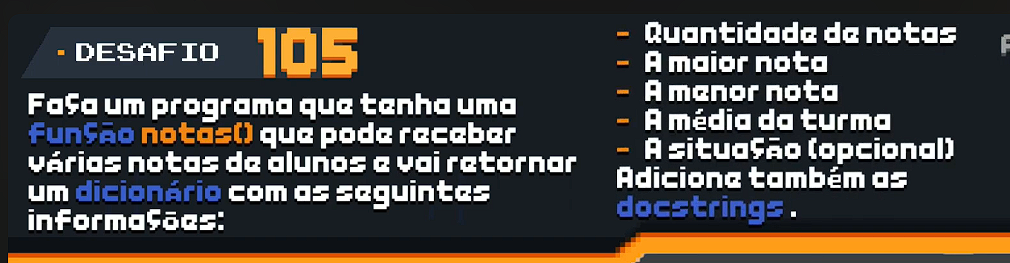 DESAFIO 105
Faça um programa que tenha uma
função notas() que pode receber
várias notas de alunos e vai retornar
um dicionário com as seguintes
informações:
- Quantidade de notas
- A maior nota
- A menor nota
- A média da turma
- A situação (opcional)
Adicione também as
docstrings.